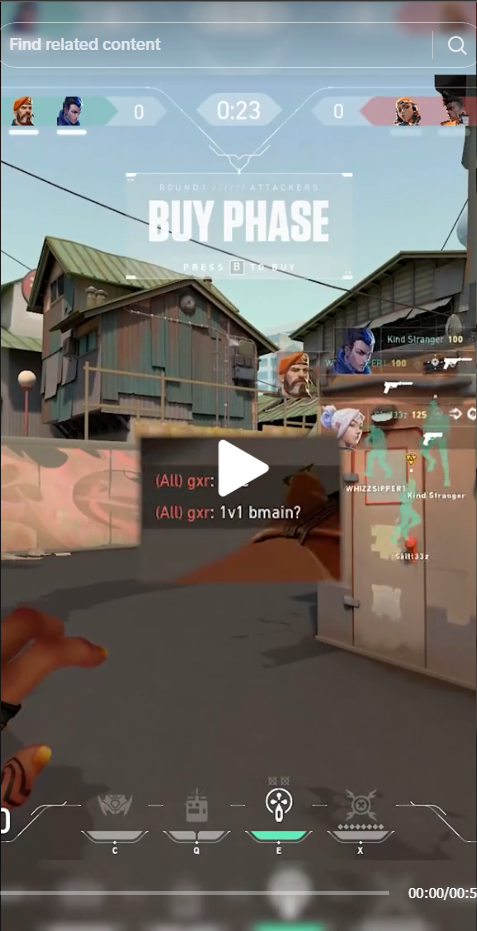 Find related content
0
0:23
0
ROUND 1 ////// ATTACKERS
BUY PHASE
PRESS B TO BUY
Kind Stranger 100
100
125
(All) gxr:
(All) gxr: 1v1 bmain?
WHIZZSIPPER1
Kind Stranger
C
Q
E
X
00:00/00:5